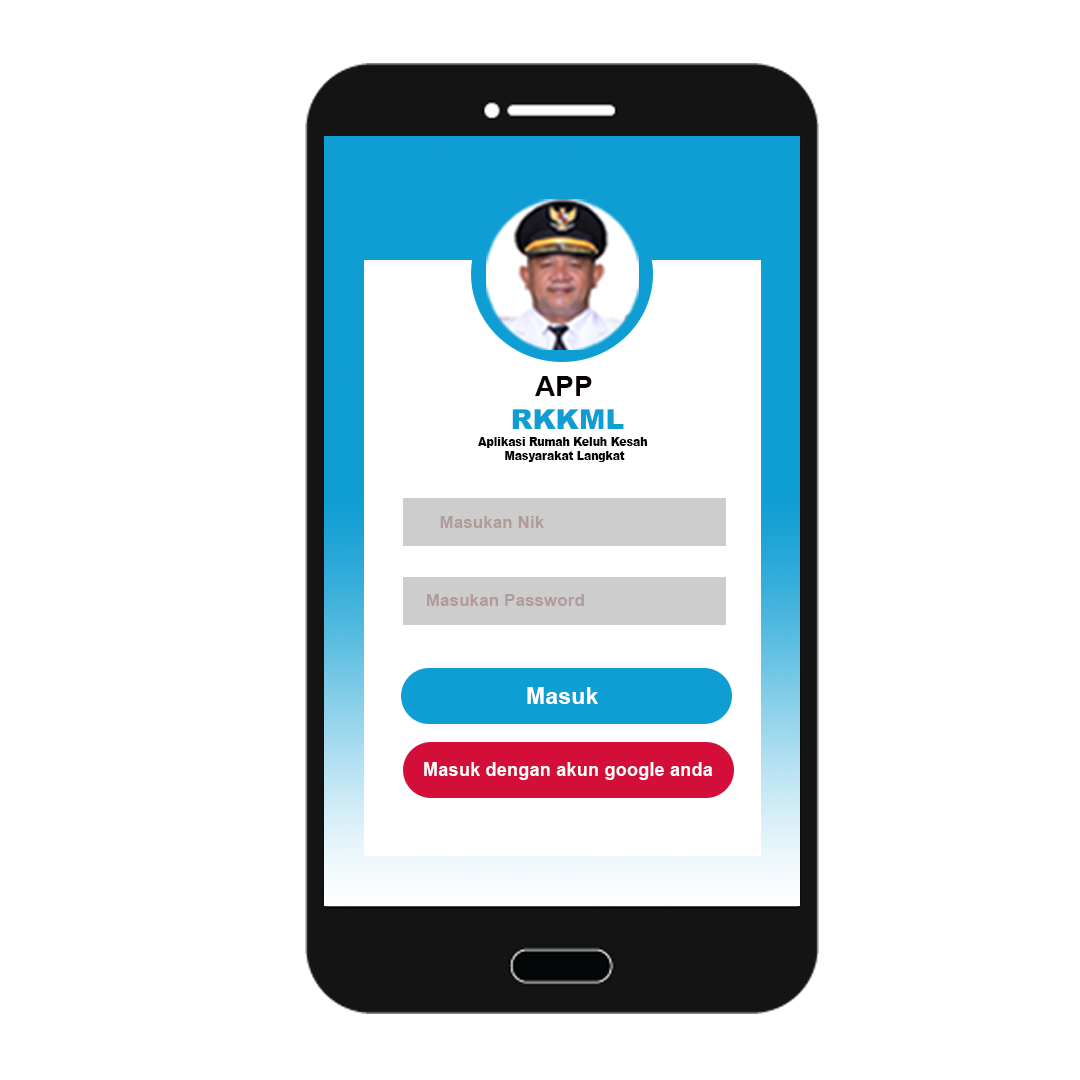 APP
RKKML
Aplikasi Rumah Keluh Kesah
Masyarakat Langkat
Masukan Nik
Masukan Password
Masuk
Masuk dengan akun google anda